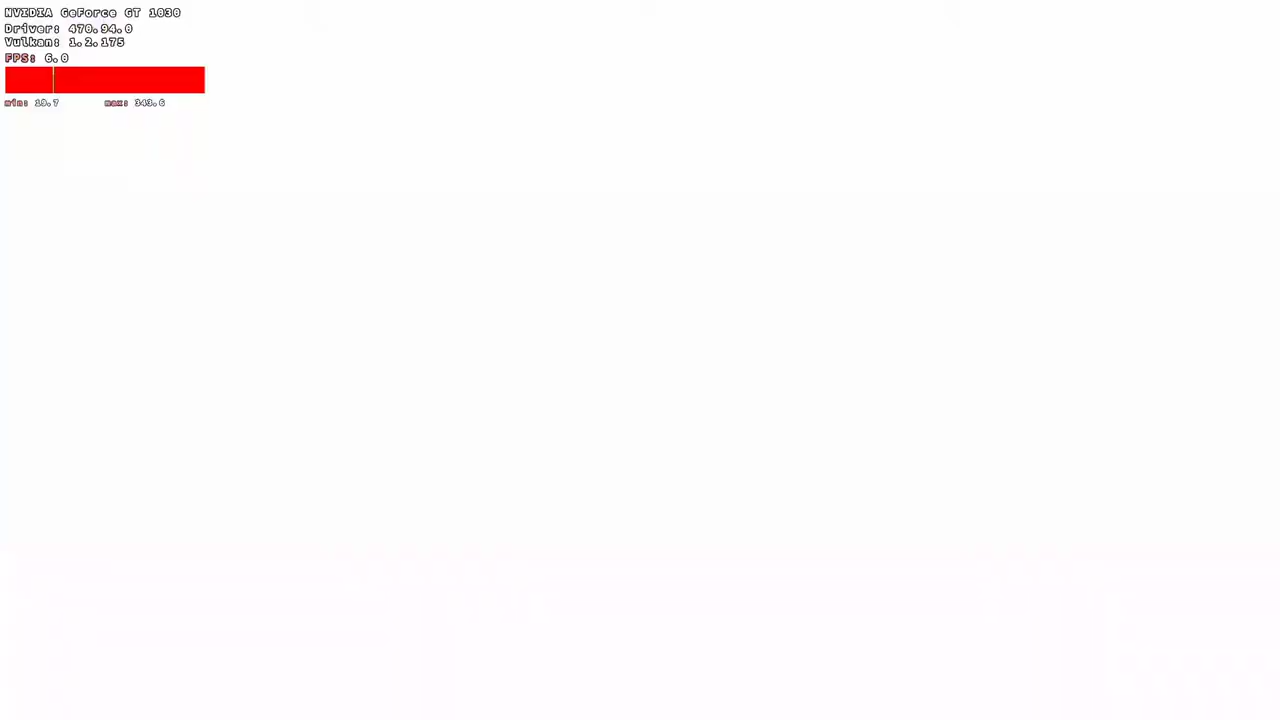 NVIDIA GeForce GT 1030
Driver: 470.94.0
Vulkan: 1.2.175
FPS: 6.0
min: 19.7 max: 343.6